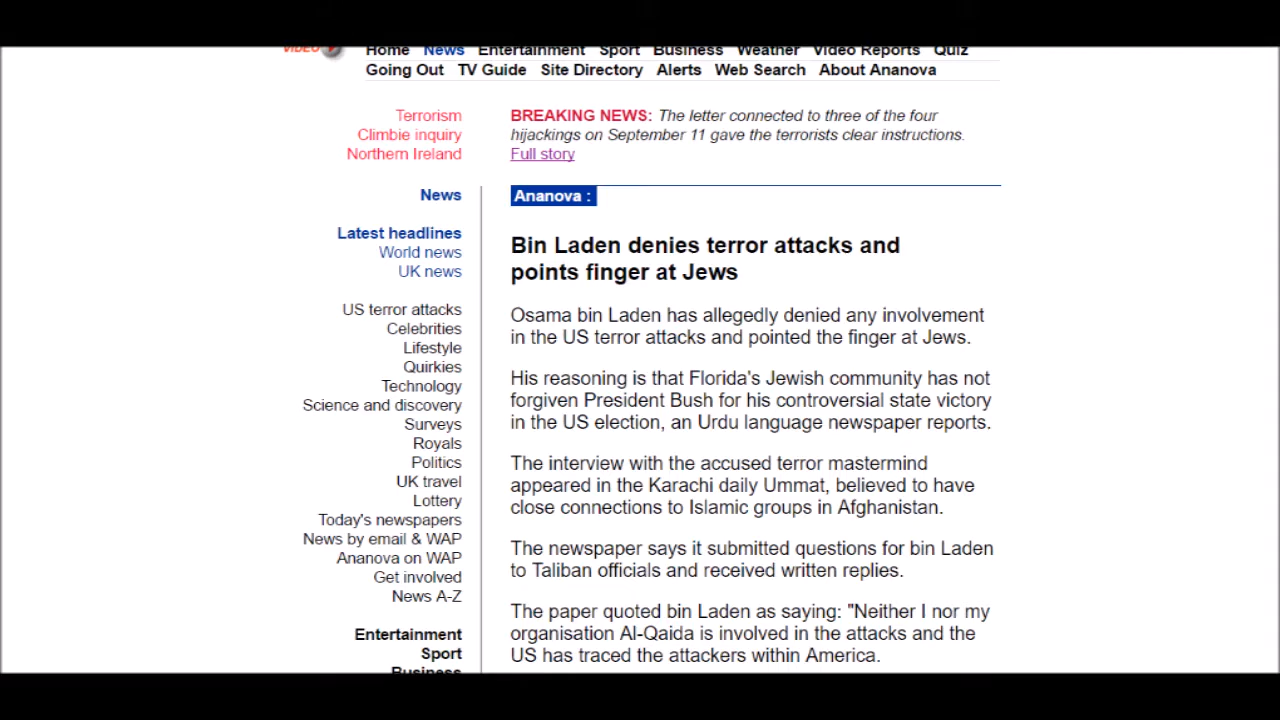 VIDEO
Home News Entertainment Sport Business Weather Video Reports Quiz
Going Out TV Guide Site Directory Alerts Web Search About Ananova
Terrorism
Climbie inquiry
Northern Ireland
News
Latest headlines
World news
UK news
US terror attacks
Celebrities
Lifestyle
Quirkies
Technology
Science and discovery
Surveys
Royals
Politics
UK travel
Lottery
Today's newspapers
News by email & WAP
Ananova on WAP
Get involved
News A-Z
Entertainment
Sport
Business
BREAKING NEWS: The letter connected to three of the four
hijackings on September 11 gave the terrorists clear instructions.
Full story
Ananova :
Bin Laden denies terror attacks and
points finger at Jews
Osama bin Laden has allegedly denied any involvement
in the US terror attacks and pointed the finger at Jews.
His reasoning is that Florida's Jewish community has not
forgiven President Bush for his controversial state victory
in the US election, an Urdu language newspaper reports.
The interview with the accused terror mastermind
appeared in the Karachi daily Ummat, believed to have
close connections to Islamic groups in Afghanistan.
The newspaper says it submitted questions for bin Laden
to Taliban officials and received written replies.
The paper quoted bin Laden as saying: "Neither I nor my
organisation Al-Qaida is involved in the attacks and the
US has traced the attackers within America.